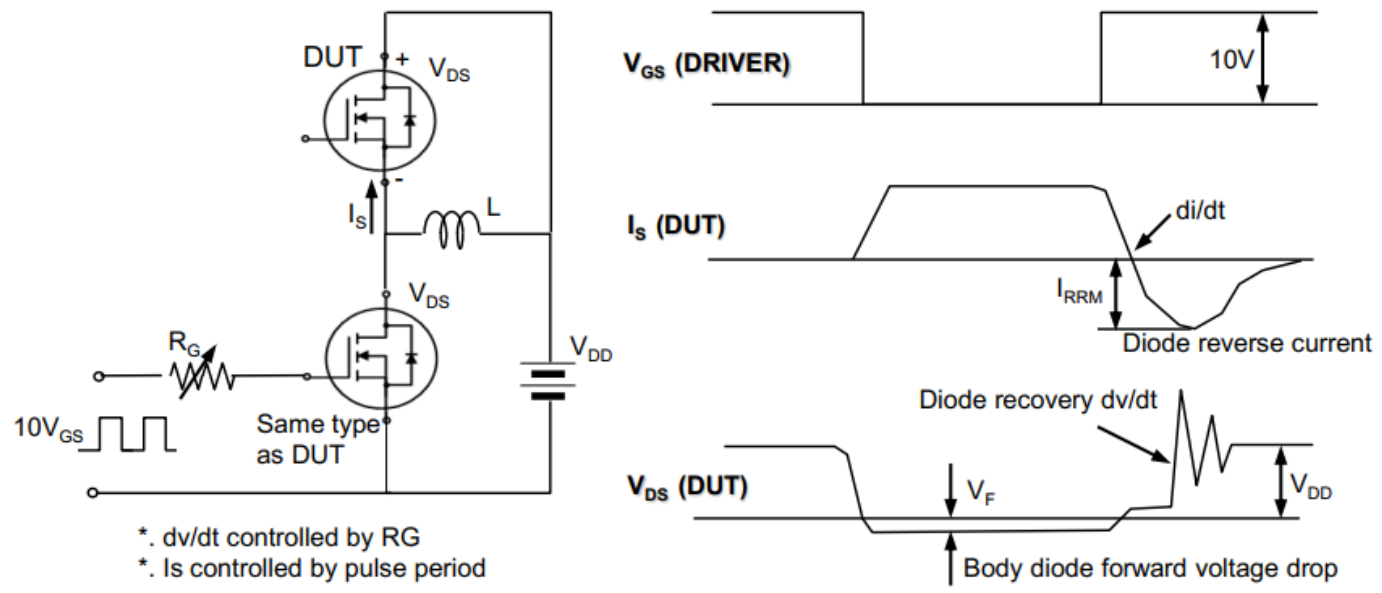 DUT
+
V_DS
-
I_S
L
V_DS
R_G
V_DD
10V_GS
Same type
as DUT
*. dv/dt controlled by RG
*. Is controlled by pulse period
V_GS (DRIVER)
10V
I_S (DUT)
di/dt
I_RRM
Diode reverse current
Diode recovery dv/dt
V_DS (DUT)
V_F
V_DD
Body diode forward voltage drop